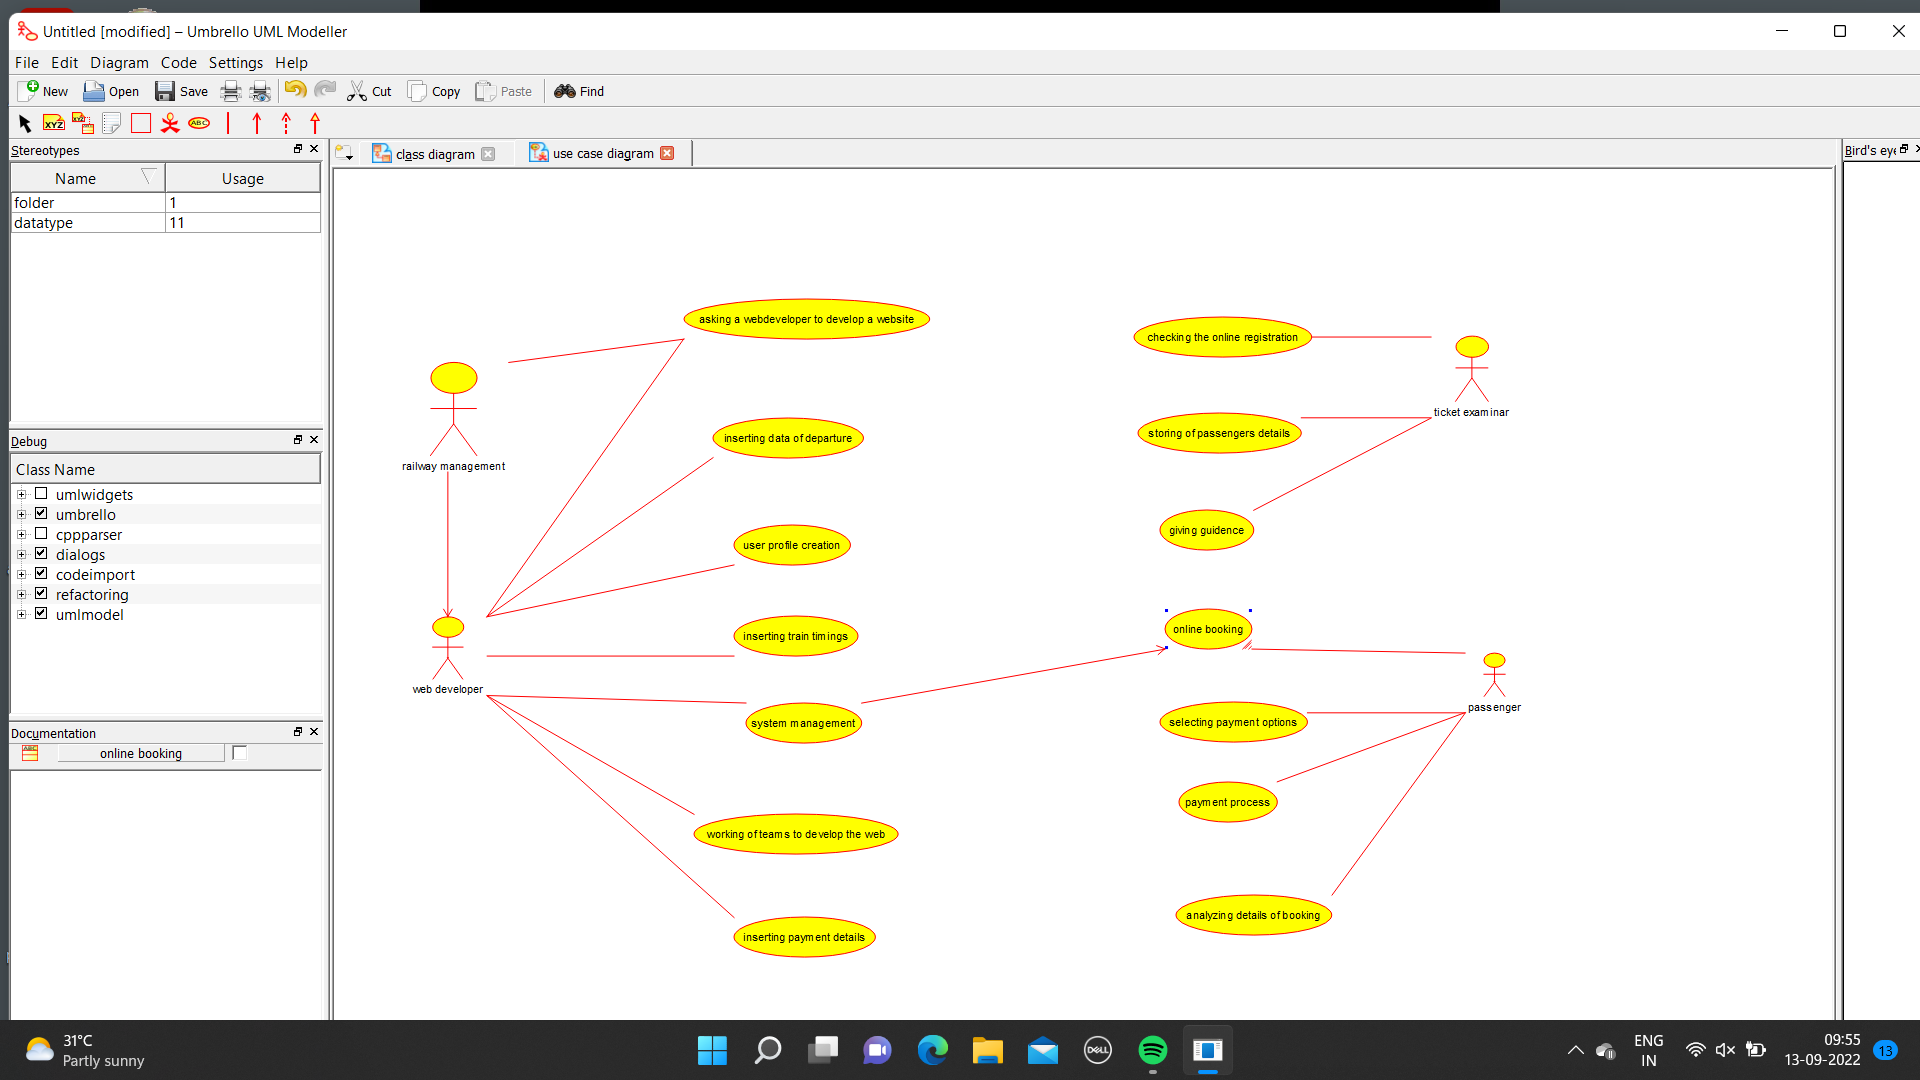 Untitled [modified] – Umbrello UML Modeller
File Edit Diagram Code Settings Help
New Open Save Cut Copy Paste Find
XYZ XYZ ABC
Stereotypes
Name Usage
folder 1
datatype 11
Debug
Class Name
umlwidgets
umbrello
cppparser
dialogs
codeimport
refactoring
umlmodel
Documentation
ABC online booking
class diagram use case diagram
Bird's eye
asking a webdeveloper to develop a website
checking the online registration
ticket examinar
inserting data of departure
storing of passengers details
railway management
giving guidence
user profile creation
online booking
inserting train timings
web developer
passenger
system management
selecting payment options
payment process
working of teams to develop the web
analyzing details of booking
inserting payment details
31°C
Partly sunny
DELL
ENG
IN
09:55
13-09-2022
13